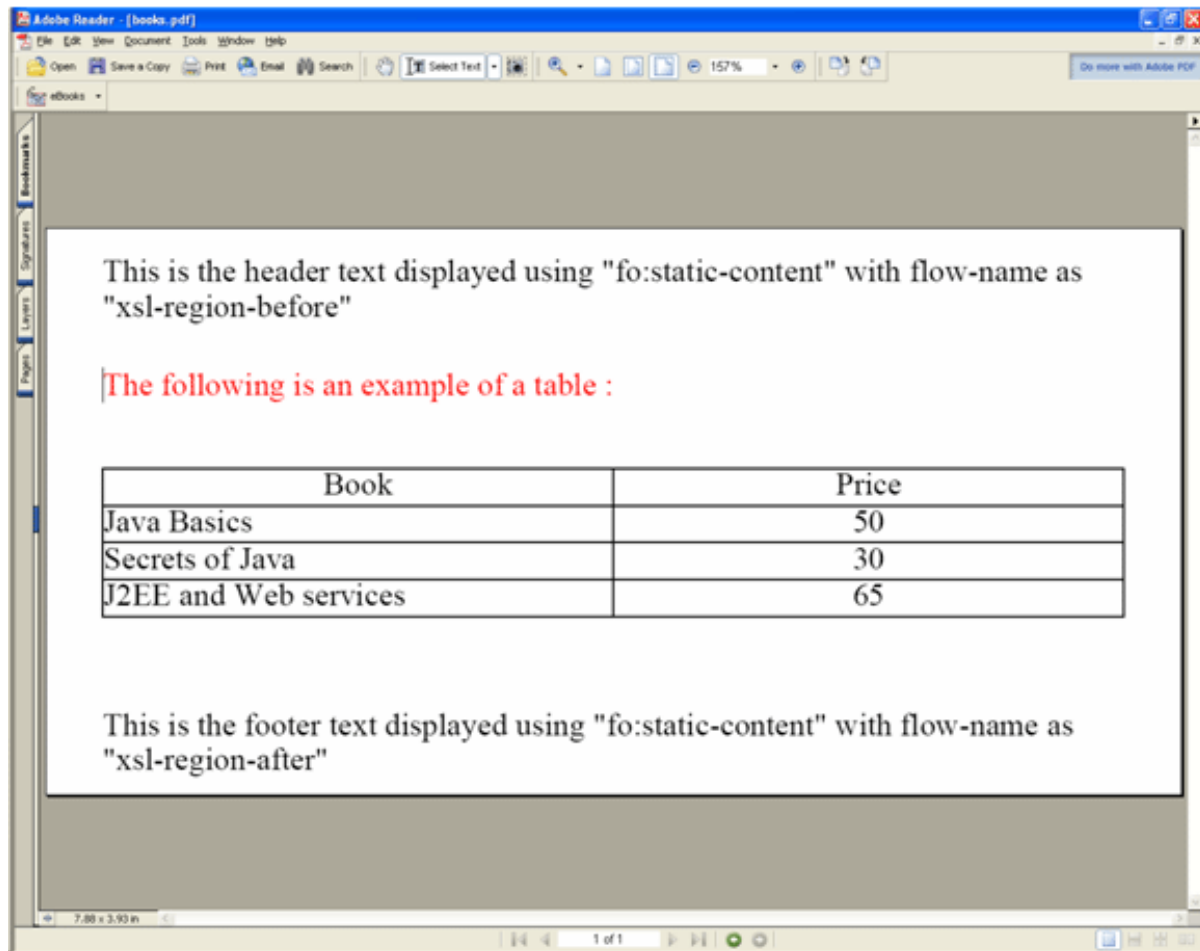 Adobe Reader - [books.pdf]
File Edit View Document Tools Window Help
Open Save a Copy Print Email Search Select Text 157% Do more with Adobe PDF
eBooks
Bookmarks
Signatures
Layers
Pages
This is the header text displayed using "fo:static-content" with flow-name as
"xsl-region-before"
The following is an example of a table :
Book Price
Java Basics 50
Secrets of Java 30
J2EE and Web services 65
This is the footer text displayed using "fo:static-content" with flow-name as
"xsl-region-after"
7.88 x 3.93 in
1 of 1